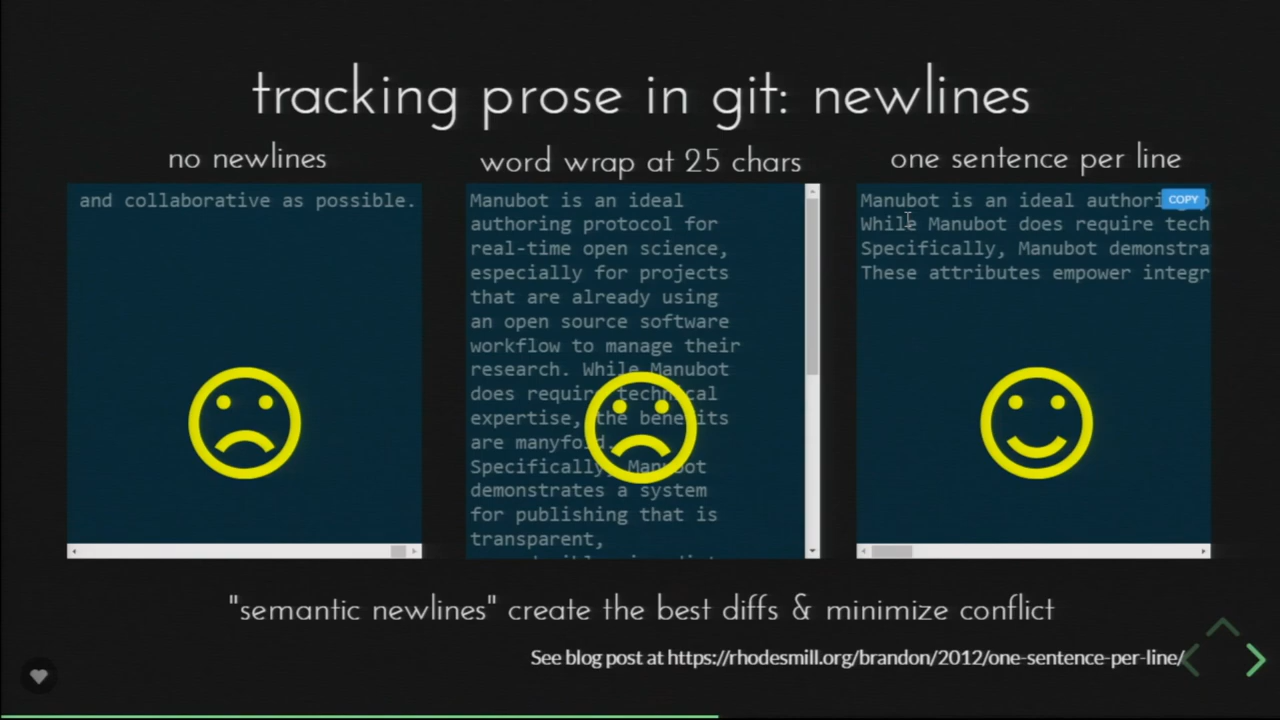 tracking prose in git: newlines
no newlines
and collaborative as possible.
word wrap at 25 chars
Manubot is an ideal
authoring protocol for
real-time open science,
especially for projects
that are already using
an open source software
workflow to manage their
research. While Manubot
does require technical
expertise, the benefits
are manyfold.
Specifically, Manubot
demonstrates a system
for publishing that is
transparent,
one sentence per line
Manubot is an ideal authoring p
COPY
While Manubot does require tech
Specifically, Manubot demonstra
These attributes empower integr
"semantic newlines" create the best diffs & minimize conflict
See blog post at https://rhodesmill.org/brandon/2012/one-sentence-per-line/